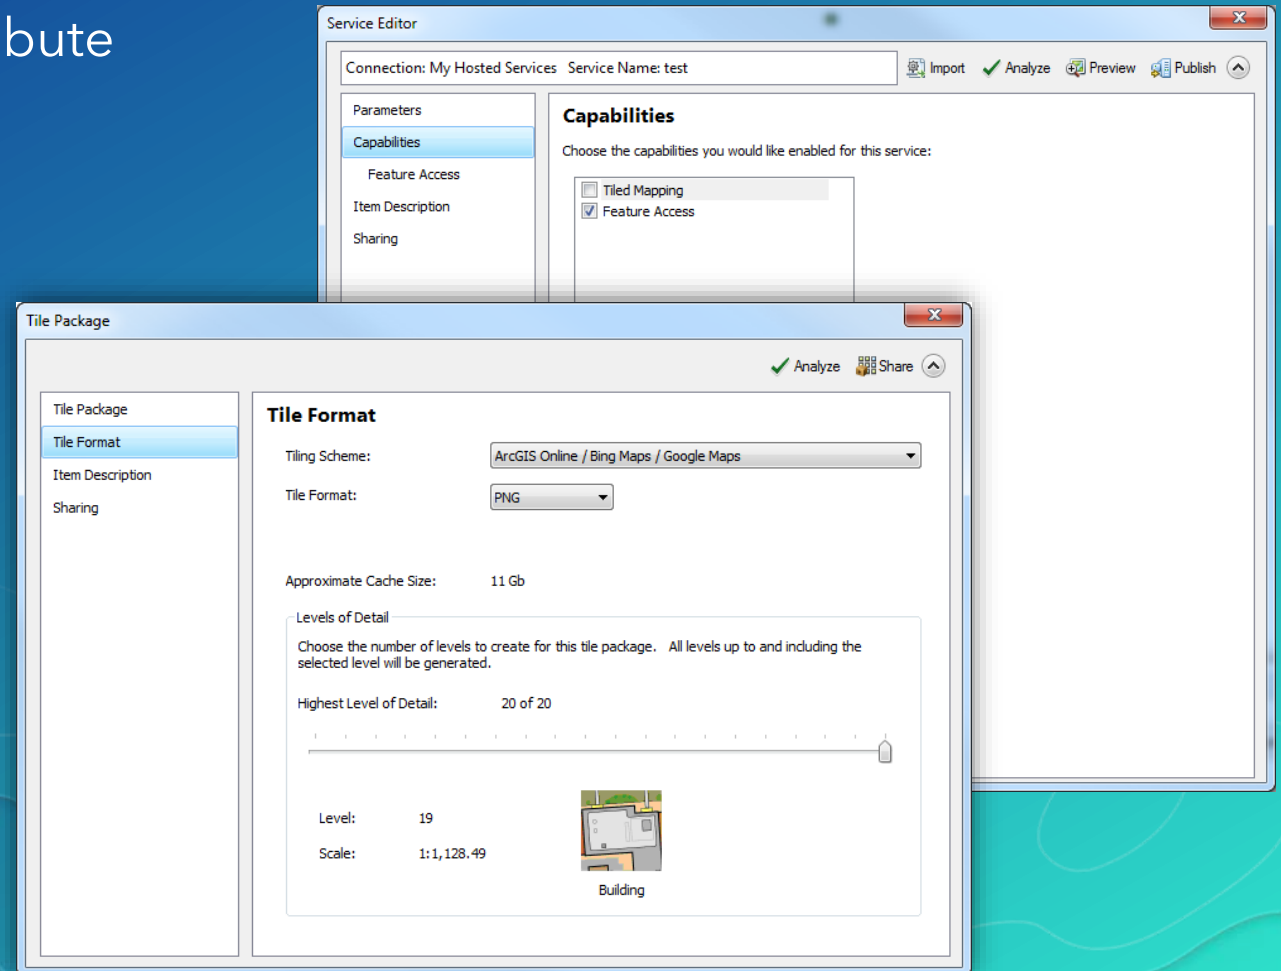 bute
Service Editor
Connection: My Hosted Services Service Name: test
Import Analyze Preview Publish
Parameters
Capabilities
Feature Access
Item Description
Sharing
Capabilities
Choose the capabilities you would like enabled for this service:
Tiled Mapping
Feature Access
Tile Package
Analyze Share
Tile Package
Tile Format
Item Description
Sharing
Tile Format
Tiling Scheme: ArcGIS Online / Bing Maps / Google Maps
Tile Format: PNG
Approximate Cache Size: 11 Gb
Levels of Detail
Choose the number of levels to create for this tile package. All levels up to and including the
selected level will be generated.
Highest Level of Detail: 20 of 20
Level: 19
Scale: 1:1,128.49
Building